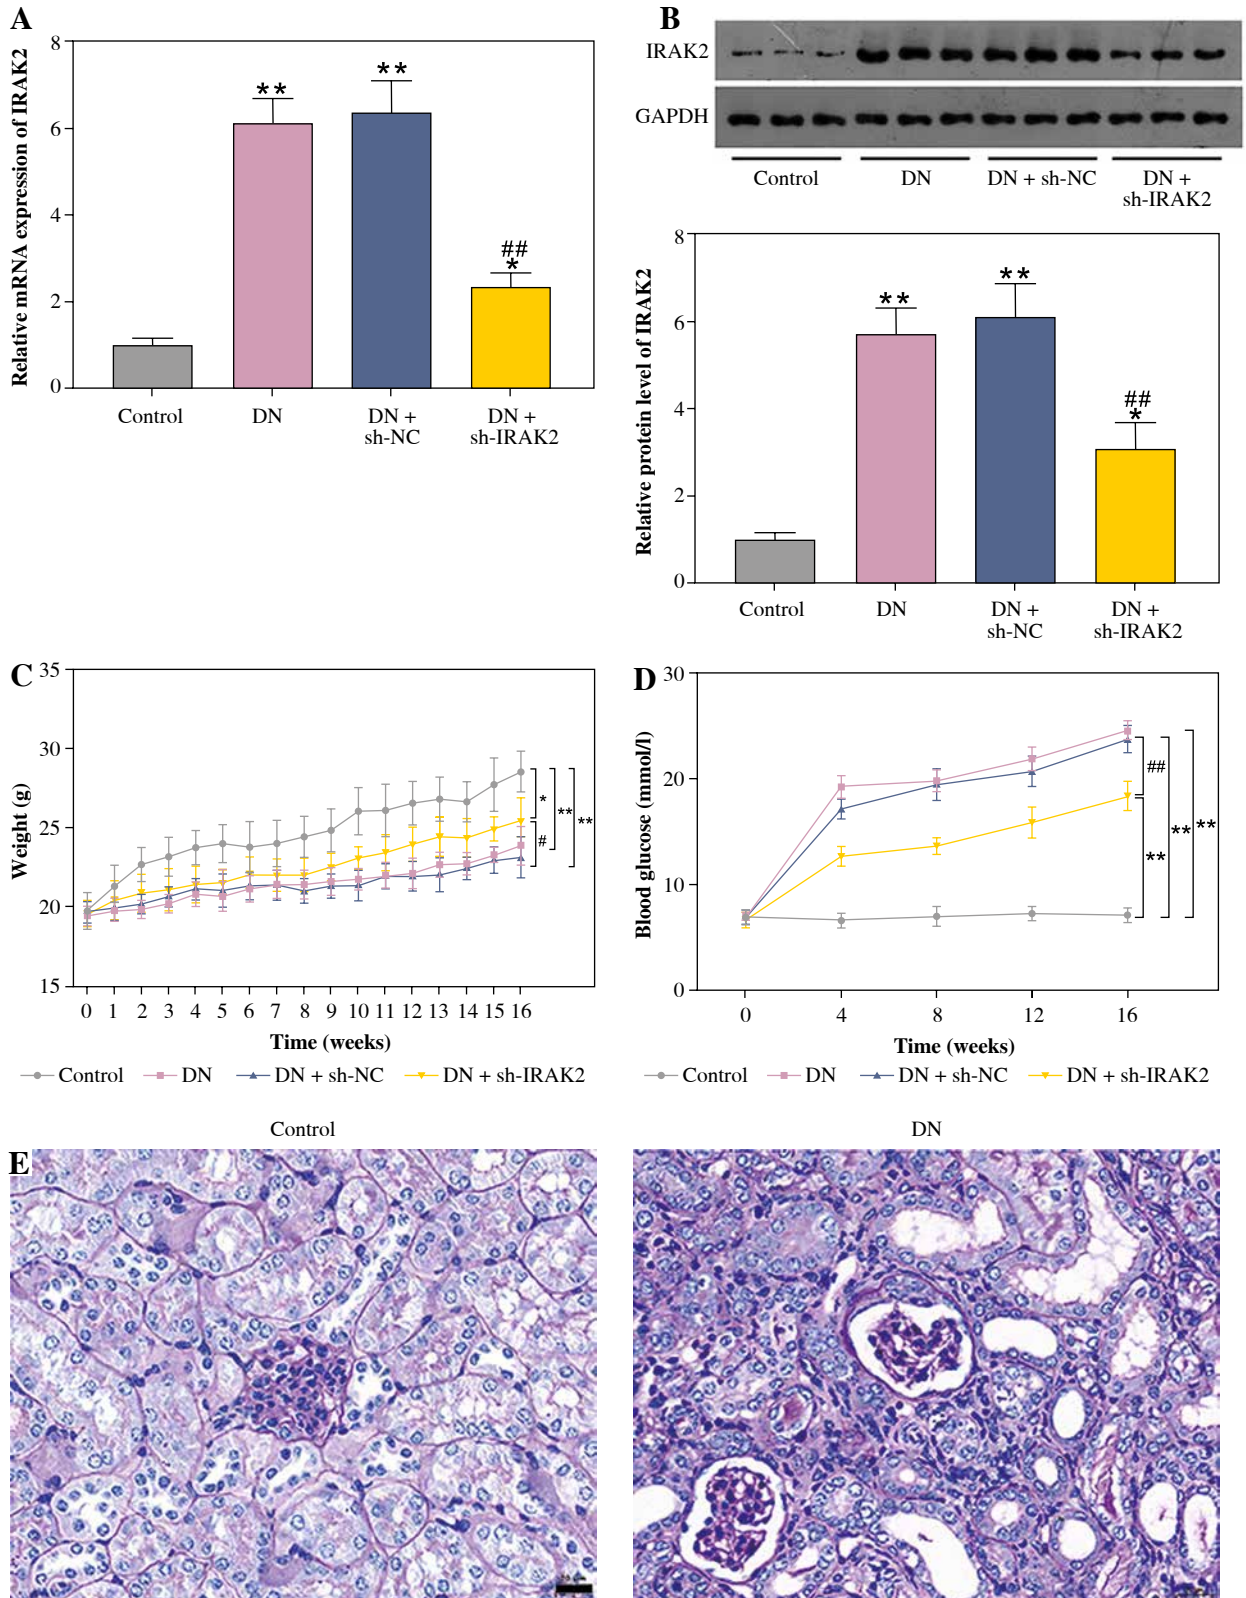 A
Relative mRNA expression of IRAK2
8
6
4
2
0
**
**
##
*
Control
DN
DN +
sh-NC
DN +
sh-IRAK2
B
IRAK2
GAPDH
Control
DN
DN + sh-NC
DN +
sh-IRAK2
Relative protein level of IRAK2
8
6
4
2
0
**
**
##
*
Control
DN
DN +
sh-NC
DN +
sh-IRAK2
C
Weight (g)
35
30
25
20
15
*
#
**
**
0 1 2 3 4 5 6 7 8 9 10 11 12 13 14 15 16
Time (weeks)
Control DN DN + sh-NC DN + sh-IRAK2
D
Blood glucose (mmol/l)
30
20
10
0
##
**
**
**
0 4 8 12 16
Time (weeks)
Control DN DN + sh-NC DN + sh-IRAK2
E
Control
DN